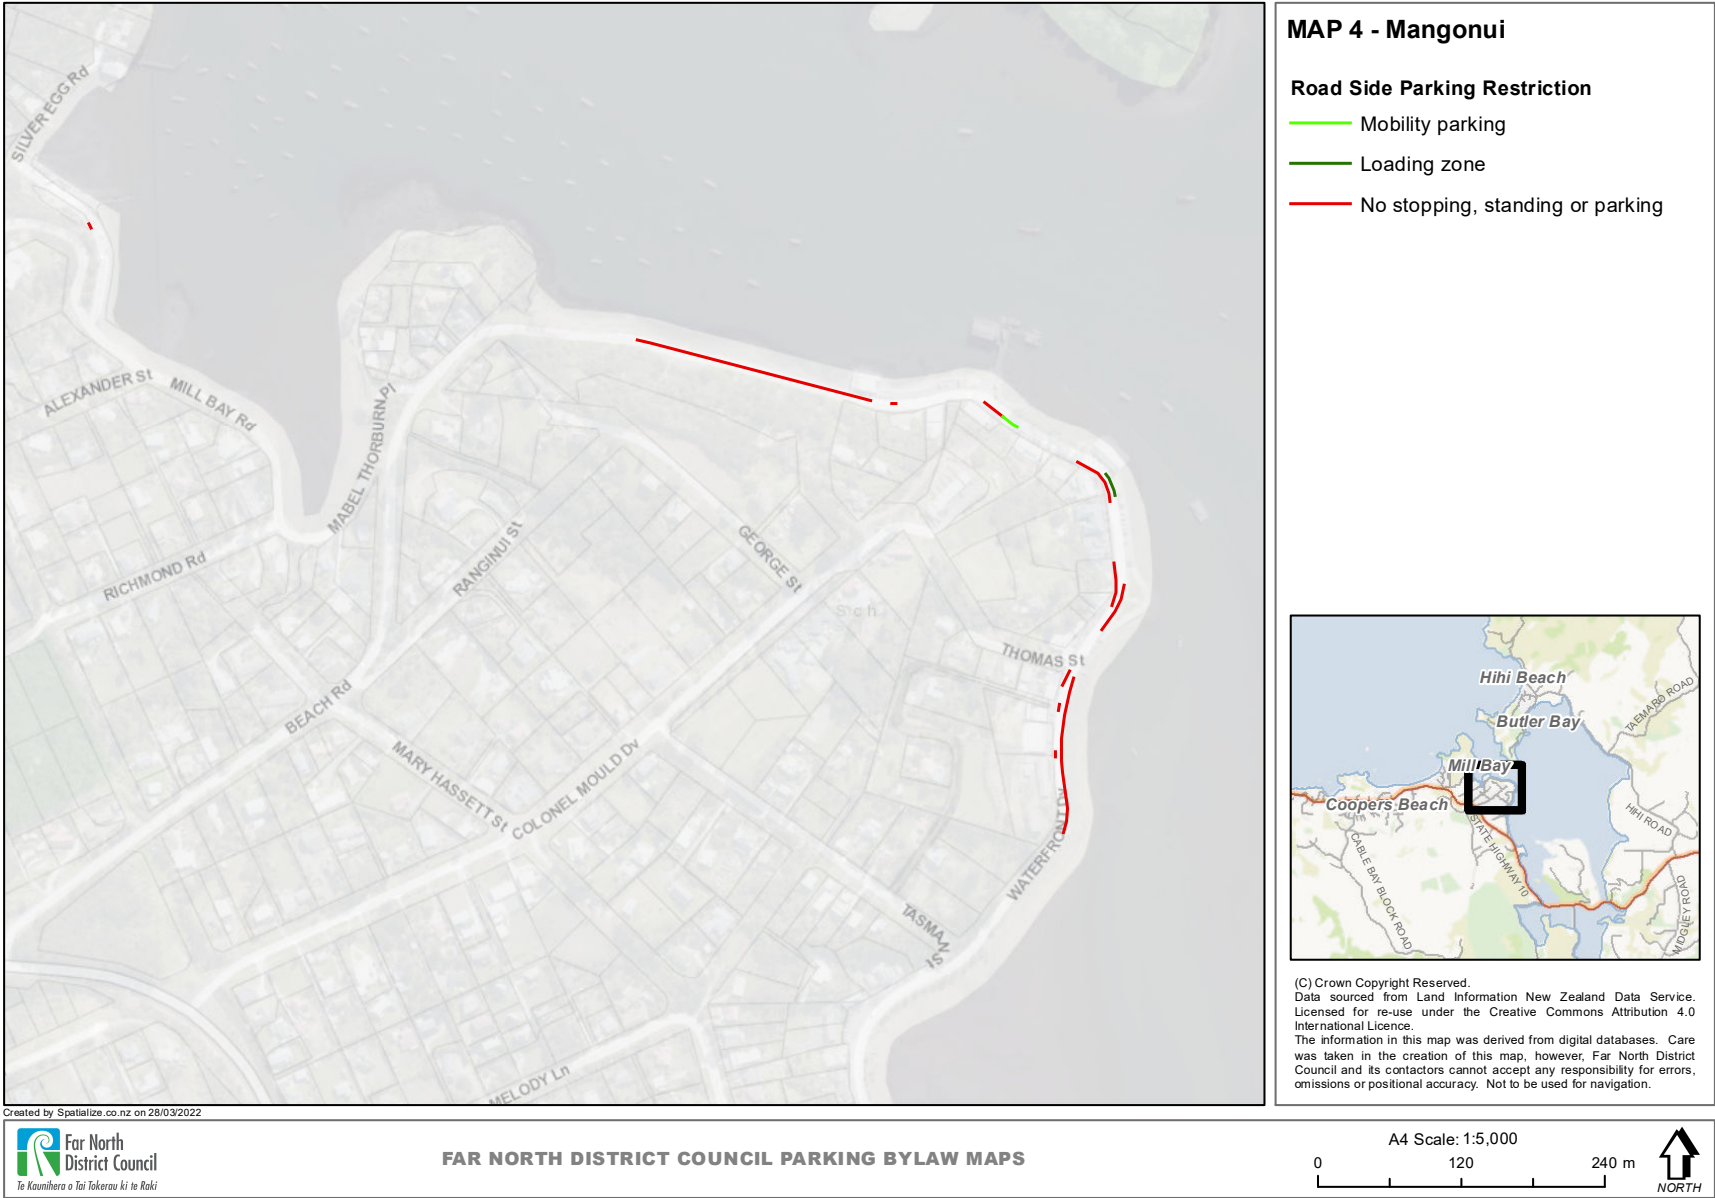 MAP 4 - Mangonui
Road Side Parking Restriction
Mobility parking
Loading zone
No stopping, standing or parking
SILVER EGG Rd
ALEXANDER St
MILL BAY Rd
MABEL THORBURN Pl
RICHMOND Rd
RANGINUI St
GEORGE St
Sch
THOMAS St
BEACH Rd
MARY HASSETT St
COLONEL MOULD Dv
WATERFRONT Dv
TASMAN St
MELODY Ln
Hihi Beach
TAEMARO ROAD
Butler Bay
Mill Bay
Coopers Beach
HIHI ROAD
STATE HIGHWAY 10
CABLE BAY BLOCK ROAD
MIDGLEY ROAD
(C) Crown Copyright Reserved.
Data sourced from Land Information New Zealand Data Service.
Licensed for re-use under the Creative Commons Attribution 4.0
International Licence.
The information in this map was derived from digital databases. Care
was taken in the creation of this map, however, Far North District
Council and its contactors cannot accept any responsibility for errors,
omissions or positional accuracy. Not to be used for navigation.
Created by Spatialize.co.nz on 28/03/2022
Far North
District Council
Te Kaunihera o Tai Tokerau ki te Raki
FAR NORTH DISTRICT COUNCIL PARKING BYLAW MAPS
A4 Scale: 1:5,000
0 120 240 m
NORTH